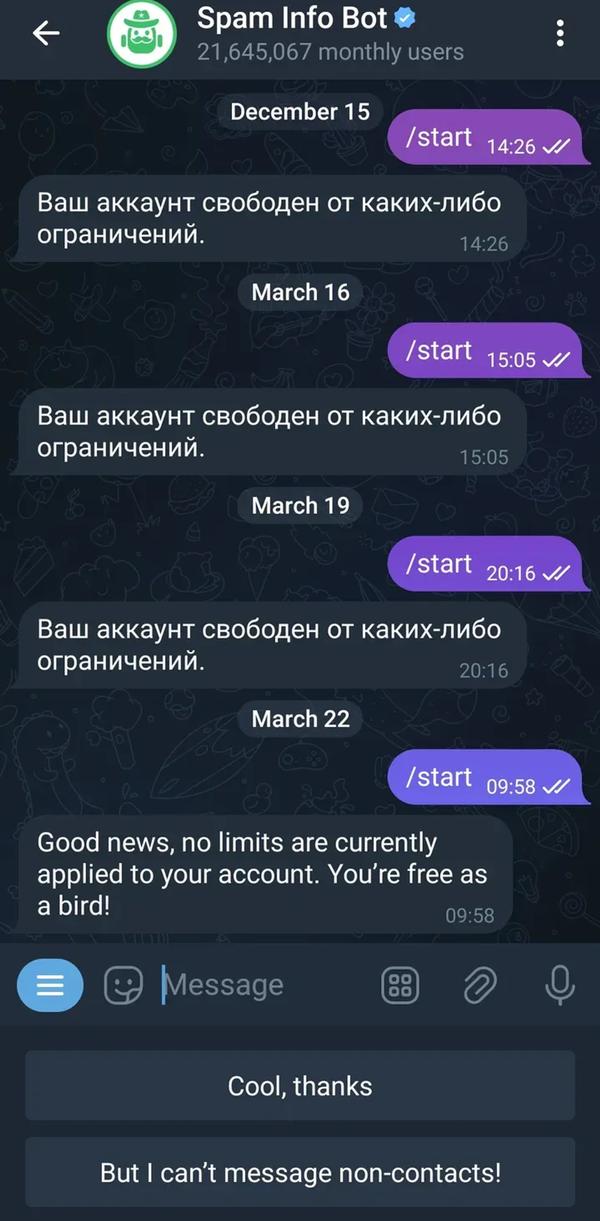 Spam Info Bot
21,645,067 monthly users
December 15
/start 14:26
Ваш аккаунт свободен от каких-либо
ограничений.
14:26
March 16
/start 15:05
Ваш аккаунт свободен от каких-либо
ограничений.
15:05
March 19
/start 20:16
Ваш аккаунт свободен от каких-либо
ограничений.
20:16
March 22
/start 09:58
Good news, no limits are currently
applied to your account. You’re free as
a bird!
09:58
Message
Cool, thanks
But I can’t message non-contacts!